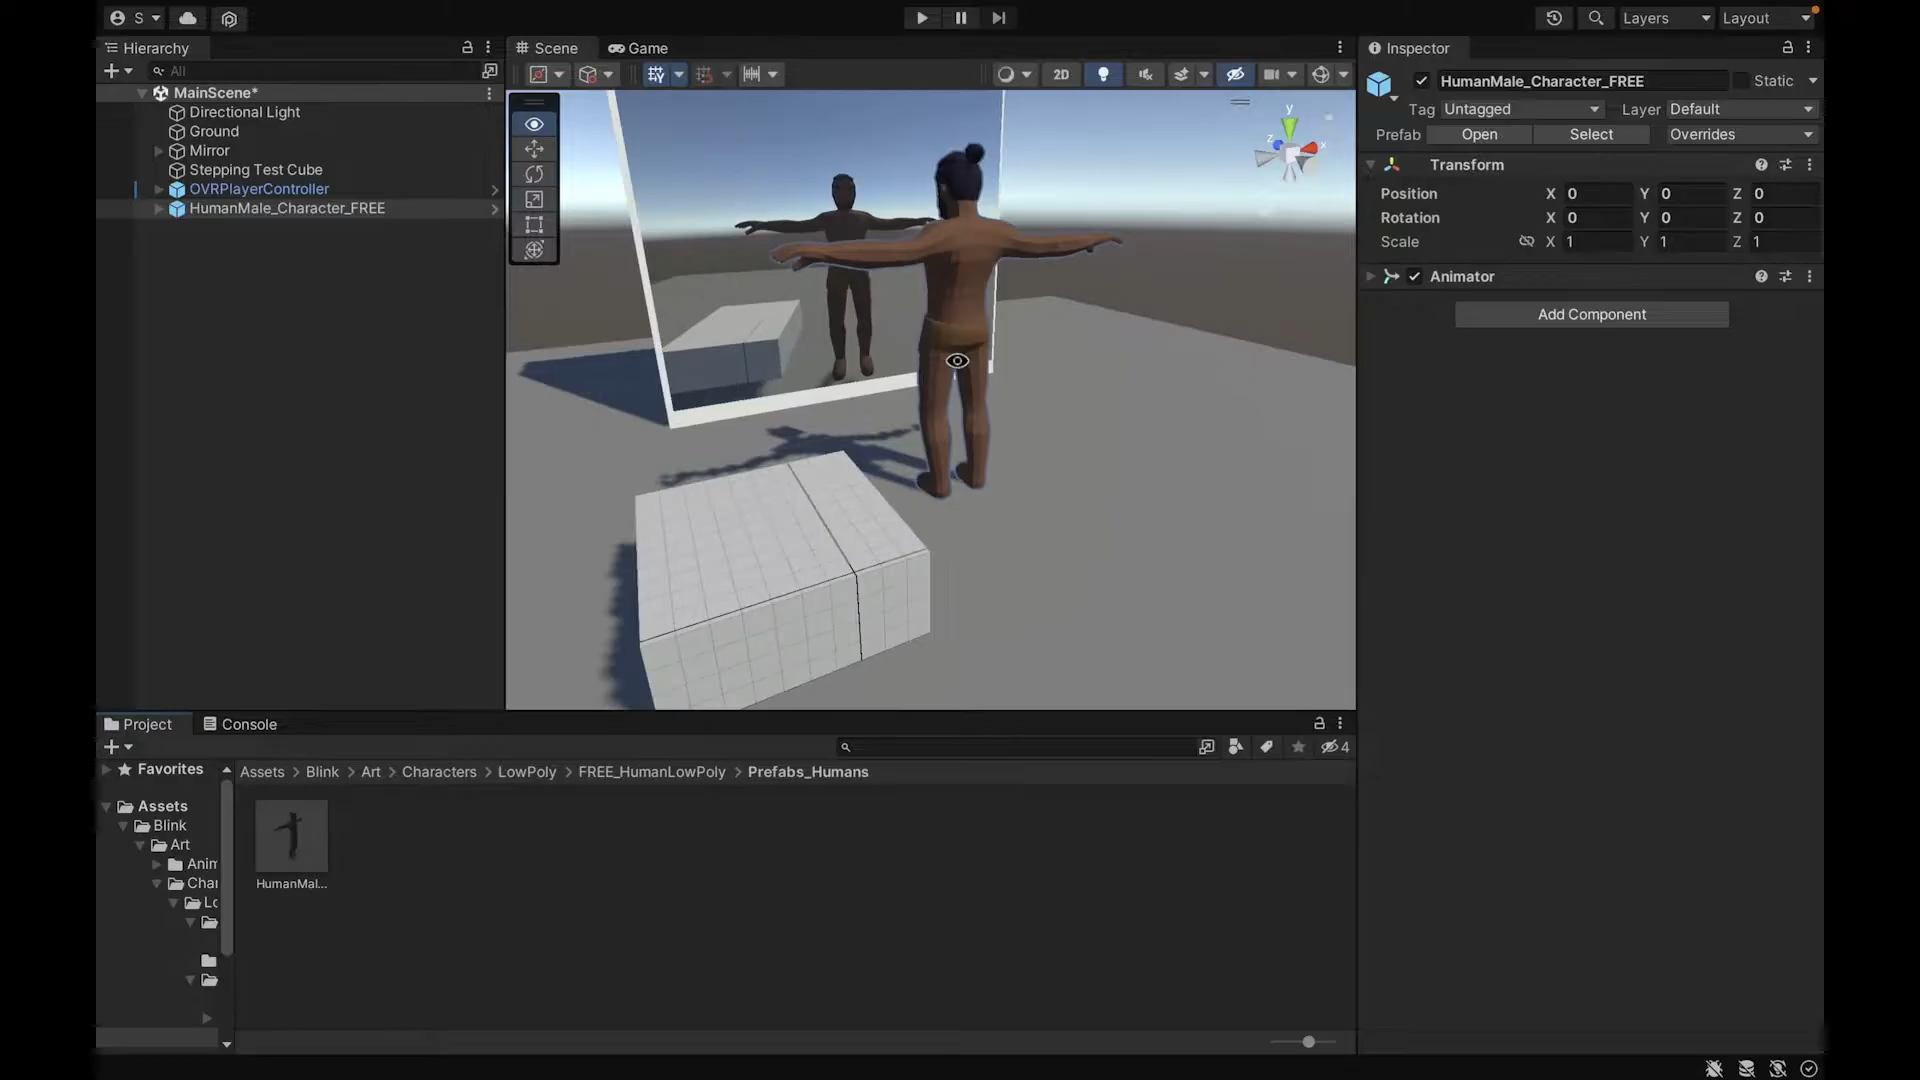 S
Layers
Layout
Hierarchy
All
MainScene*
Directional Light
Ground
Mirror
Stepping Test Cube
OVRPlayerController
HumanMale_Character_FREE
Scene
Game
2D
y
x
z
Inspector
HumanMale_Character_FREE
Static
Tag Untagged
Layer Default
Prefab Open Select Overrides
Transform
Position X 0 Y 0 Z 0
Rotation X 0 Y 0 Z 0
Scale X 1 Y 1 Z 1
Animator
Add Component
Project
Console
4
Favorites
Assets
Blink
Art
Anim
Char
Lo
Assets > Blink > Art > Characters > LowPoly > FREE_HumanLowPoly > Prefabs_Humans
HumanMal...